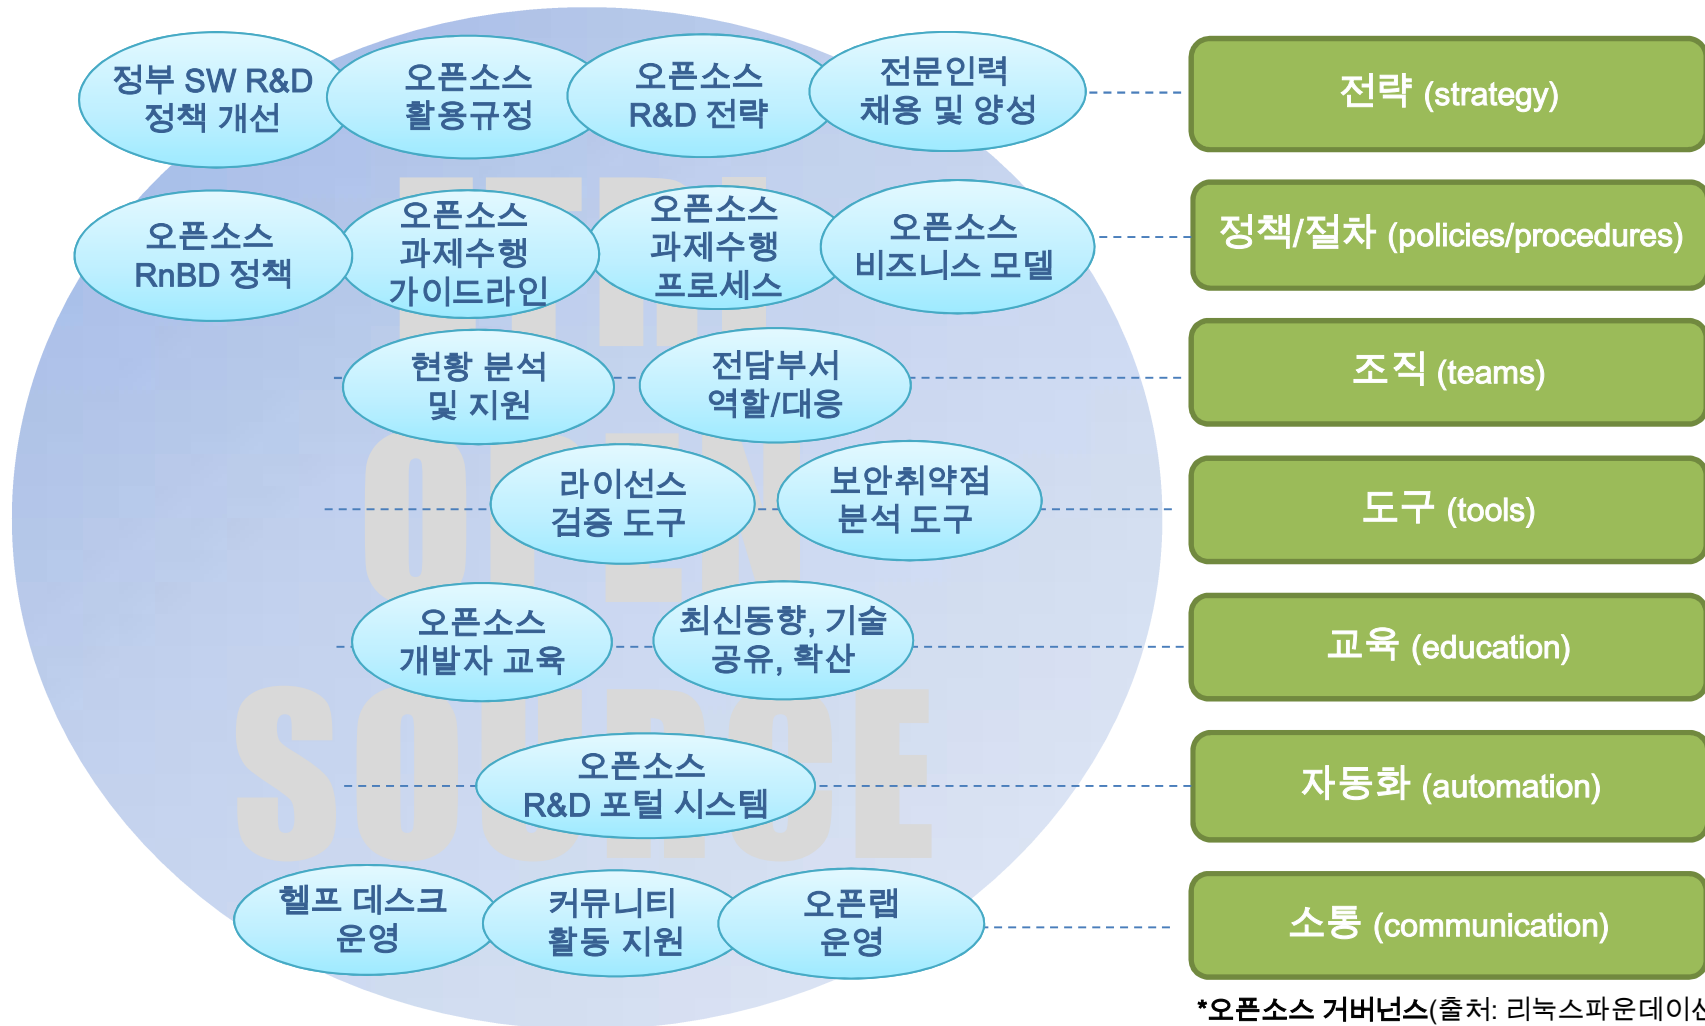 정부 SW R&D
정책 개선
오픈소스
활용규정
오픈소스
R&D 전략
전문인력
채용 및 양성
전략 (strategy)
오픈소스
RnBD 정책
오픈소스
과제수행
가이드라인
오픈소스
과제수행
프로세스
오픈소스
비즈니스 모델
정책/절차 (policies/procedures)
ETRI
현황 분석
및 지원
전담부서
역할/대응
조직 (teams)
OPEN
라이선스
검증 도구
보안취약점
분석 도구
도구 (tools)
오픈소스
개발자 교육
최신동향, 기술
공유, 확산
교육 (education)
SOURCE
오픈소스
R&D 포털 시스템
자동화 (automation)
헬프 데스크
운영
커뮤니티
활동 지원
오픈랩
운영
소통 (communication)
*오픈소스 거버넌스(출처: 리눅스파운데이션